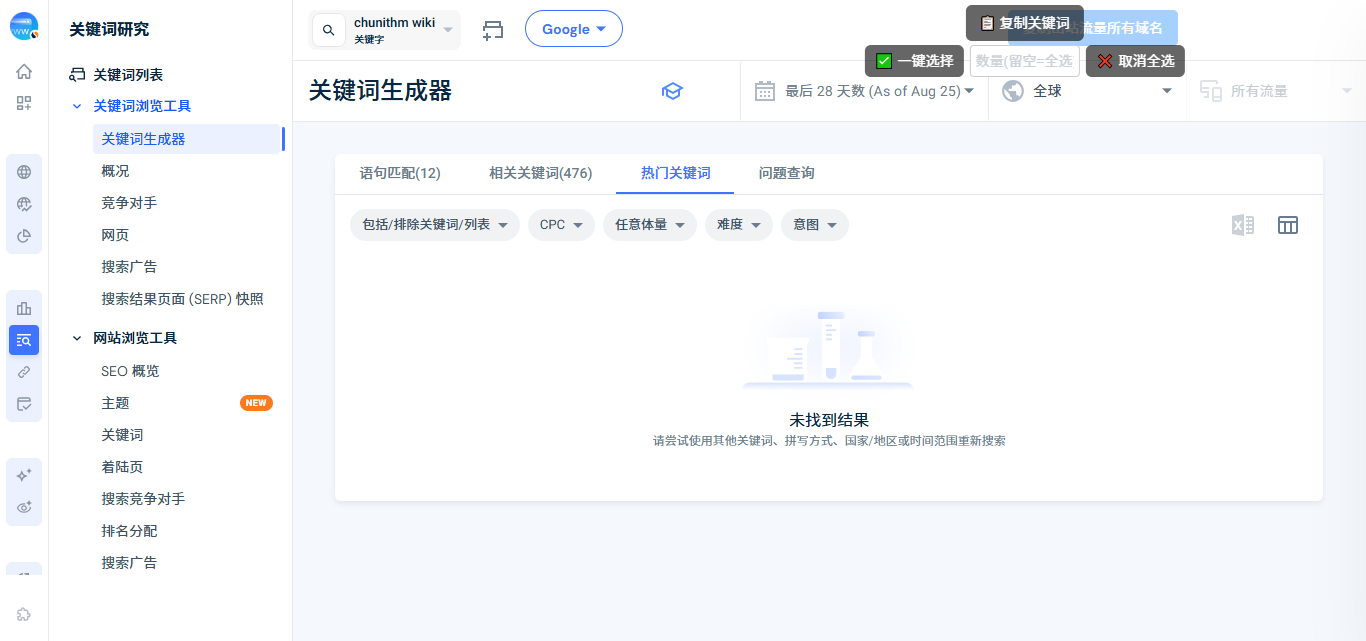 关键词研究
关键词列表
关键词浏览工具
关键词生成器
概况
竞争对手
网页
搜索广告
搜索结果页面 (SERP) 快照
网站浏览工具
SEO 概览
主题
NEW
关键词
着陆页
搜索竞争对手
排名分配
搜索广告
chunithm wiki
关键字
Google
📋 复制关键词
流量所有域名
✅ 一键选择
数量(留空=全选
❌ 取消全选
关键词生成器
最后 28 天数 (As of Aug 25)
全球
所有流量
语句匹配(12)
相关关键词(476)
热门关键词
问题查询
包括/排除关键词/列表
CPC
任意体量
难度
意图
未找到结果
请尝试使用其他关键词、拼写方式、国家/地区或时间范围重新搜索